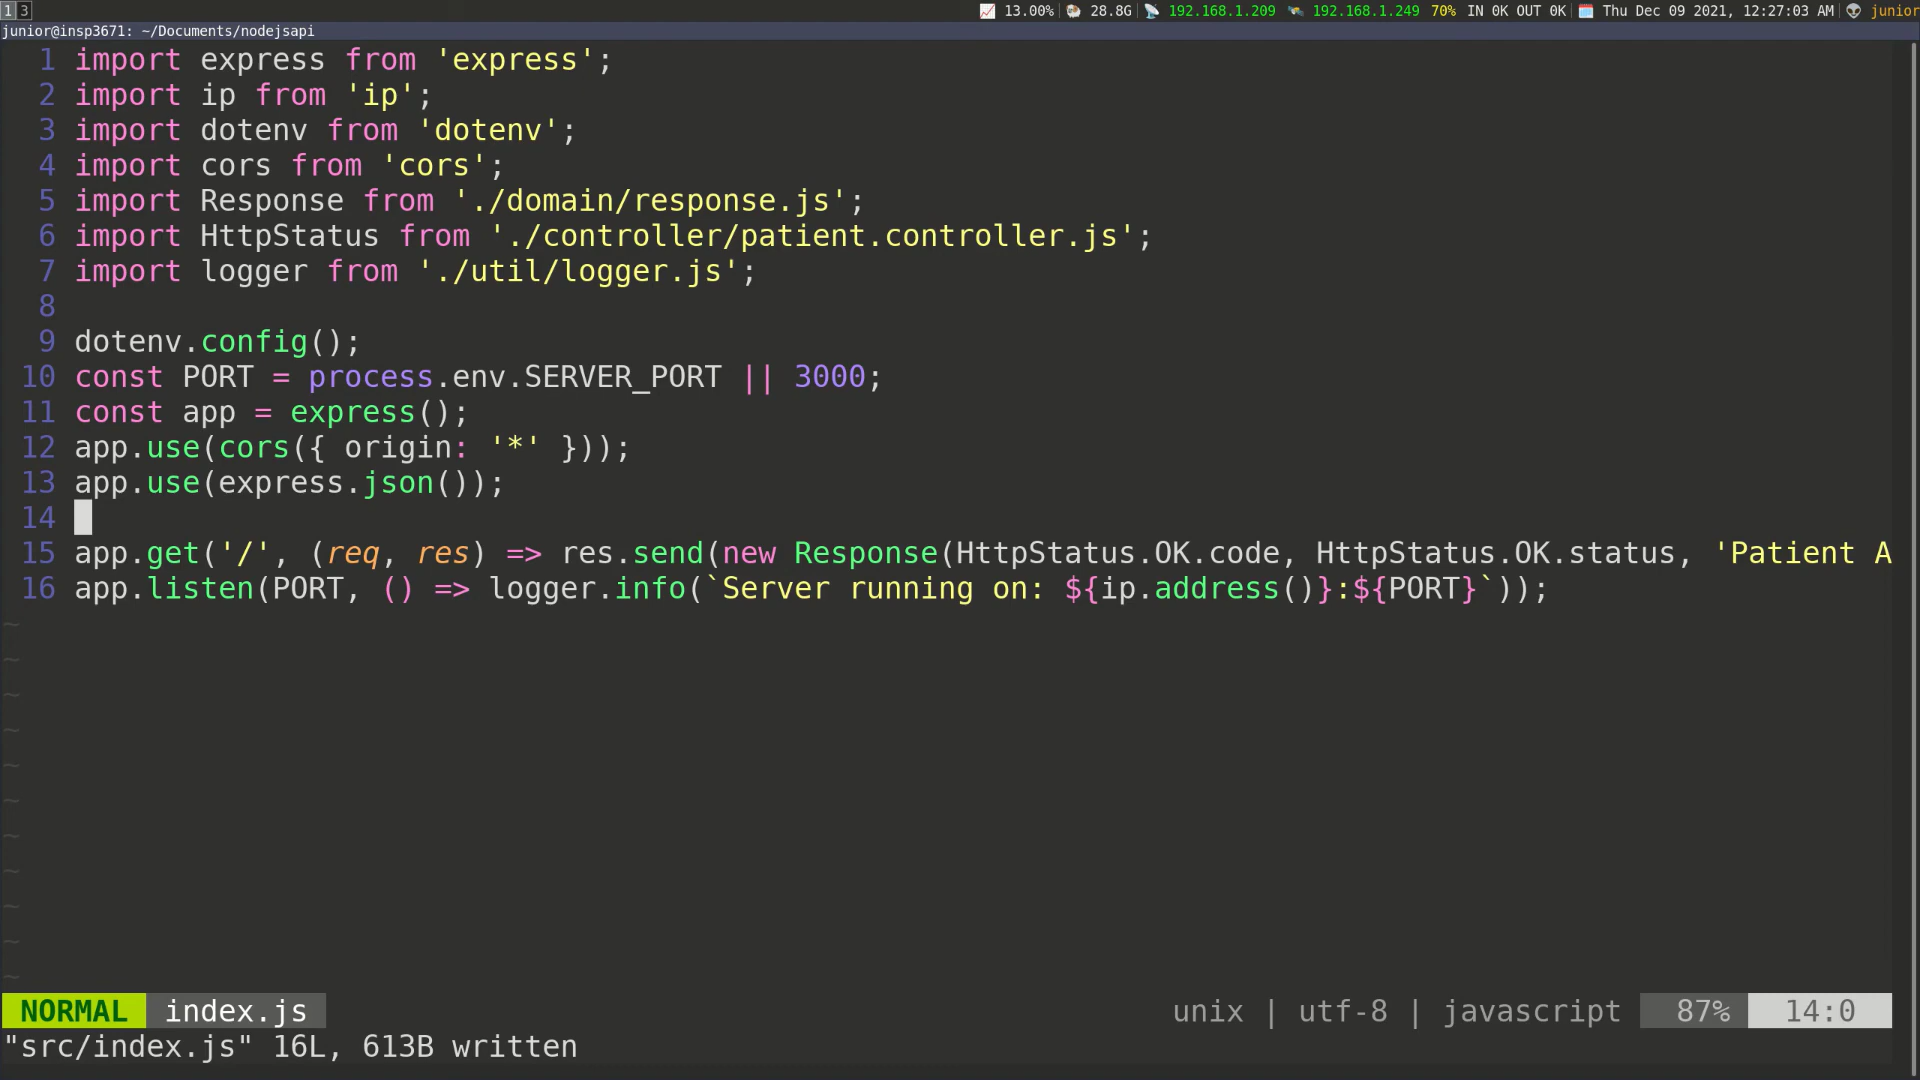 1 3 13.00% 28.8G 192.168.1.209 192.168.1.249 70% IN 0K OUT 0K Thu Dec 09 2021, 12:27:03 AM junior
junior@insp3671: ~/Documents/nodejsapi
1 import express from 'express';
2 import ip from 'ip';
3 import dotenv from 'dotenv';
4 import cors from 'cors';
5 import Response from './domain/response.js';
6 import HttpStatus from './controller/patient.controller.js';
7 import logger from './util/logger.js';
8
9 dotenv.config();
10 const PORT = process.env.SERVER_PORT || 3000;
11 const app = express();
12 app.use(cors({ origin: '*' }));
13 app.use(express.json());
14
15 app.get('/', (req, res) => res.send(new Response(HttpStatus.OK.code, HttpStatus.OK.status, 'Patient A
16 app.listen(PORT, () => logger.info(`Server running on: ${ip.address()}:${PORT}`));
~
~
~
~
~
~
~
~
~
~
~
NORMAL index.js unix | utf-8 | javascript 87% 14:0
"src/index.js" 16L, 613B written